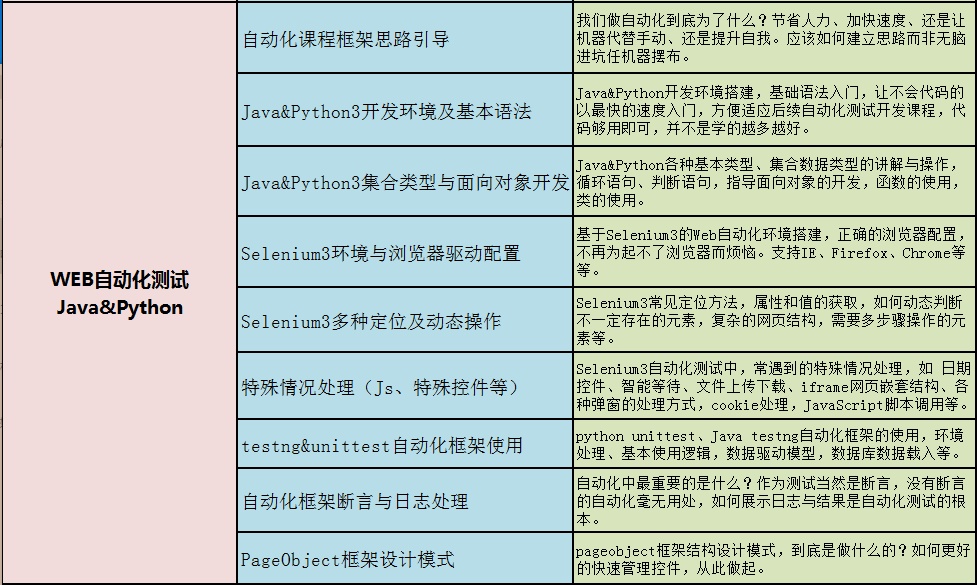 WEB自动化测试
Java&Python
自动化课程框架思路引导
我们做自动化到底为了什么？节省人力、加快速度、还是让
机器代替手动、还是提升自我。应该如何建立思路而非无脑
进坑任机器摆布。
Java&Python3开发环境及基本语法
Java&Python开发环境搭建，基础语法入门，让不会代码的
以最快的速度入门，方便适应后续自动化测试开发课程，代
码够用即可，并不是学的越多越好。
Java&Python3集合类型与面向对象开发
Java&Python各种基本类型、集合数据类型的讲解与操作，
循环语句、判断语句，指导面向对象的开发，函数的使用，
类的使用。
Selenium3环境与浏览器驱动配置
基于Selenium3的Web自动化环境搭建，正确的浏览器配置，
不再为起不了浏览器而烦恼。支持IE、Firefox、Chrome等
等。
Selenium3多种定位及动态操作
Selenium3常见定位方法，属性和值的获取，如何动态判断
不一定存在的元素，复杂的网页结构，需要多步骤操作的元
素等。
特殊情况处理（Js、特殊控件等）
Selenium3自动化测试中，常遇到的特殊情况处理，如 日期
控件、智能等待、文件上传下载、iframe网页嵌套结构、各
种弹窗的处理方式，cookie处理，JavaScript脚本调用等。
testng&unittest自动化框架使用
python unittest、Java testng自动化框架的使用，环境
处理、基本使用逻辑，数据驱动模型，数据库数据载入等。
自动化框架断言与日志处理
自动化中最重要的是什么？作为测试当然是断言，没有断言
的自动化毫无用处，如何展示日志与结果是自动化测试的根
本。
PageObject框架设计模式
pageobject框架结构设计模式，到底是做什么的？如何更好
的快速管理控件，从此做起。